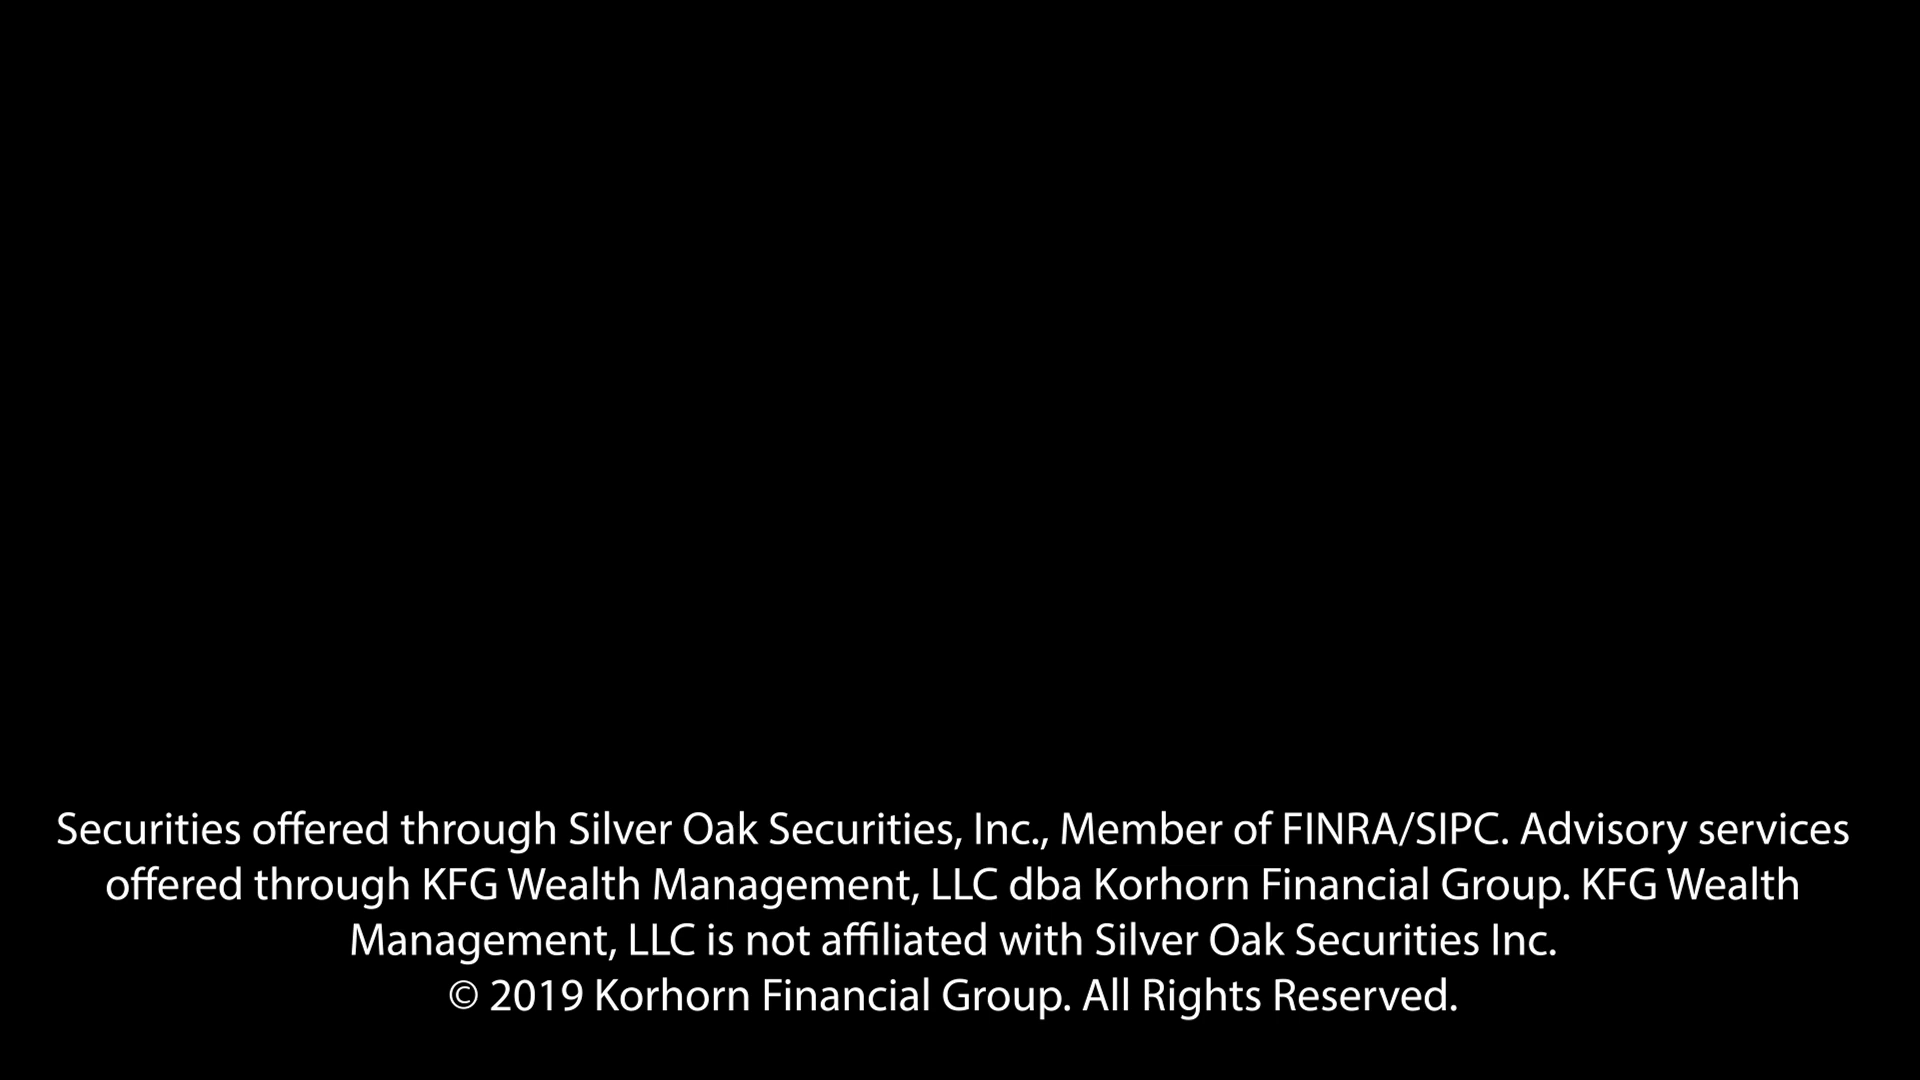 Securities offered through Silver Oak Securities, Inc., Member of FINRA/SIPC. Advisory services
offered through KFG Wealth Management, LLC dba Korhorn Financial Group. KFG Wealth
Management, LLC is not affiliated with Silver Oak Securities Inc.
© 2019 Korhorn Financial Group. All Rights Reserved.